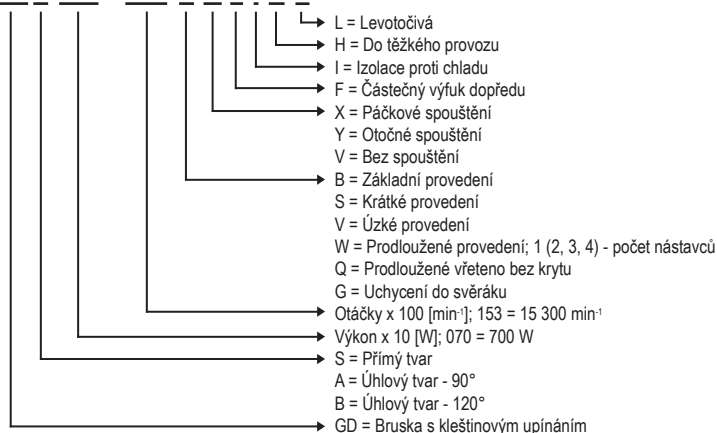 L = Levotočivá
H = Do těžkého provozu
I = Izolace proti chladu
F = Částečný výfuk dopředu
X = Páčkové spouštění
Y = Otočné spouštění
V = Bez spouštění
B = Základní provedení
S = Krátké provedení
V = Úzké provedení
W = Prodloužené provedení; 1 (2, 3, 4) - počet nástavců
Q = Prodloužené vřeteno bez krytu
G = Uchycení do svěráku
Otáčky x 100 [min⁻¹]; 153 = 15 300 min⁻¹
Výkon x 10 [W]; 070 = 700 W
S = Přímý tvar
A = Úhlový tvar - 90°
B = Úhlový tvar - 120°
GD = Bruska s kleštinovým upínáním